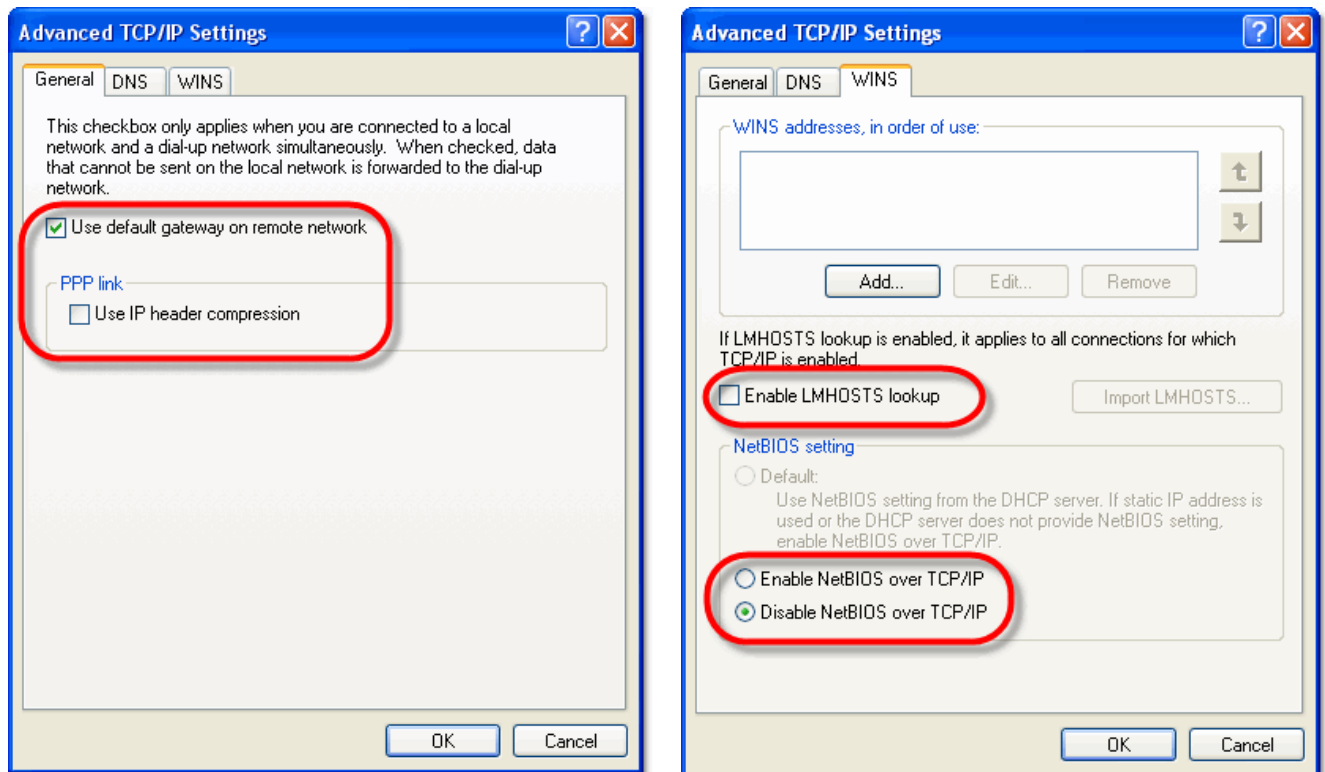 Advanced TCP/IP Settings
General DNS WINS
This checkbox only applies when you are connected to a local
network and a dial-up network simultaneously. When checked, data
that cannot be sent on the local network is forwarded to the dial-up
network.
Use default gateway on remote network
PPP link
Use IP header compression
OK Cancel
Advanced TCP/IP Settings
General DNS WINS
WINS addresses, in order of use:
Add... Edit... Remove
If LMHOSTS lookup is enabled, it applies to all connections for which
TCP/IP is enabled.
Enable LMHOSTS lookup Import LMHOSTS...
NetBIOS setting
Default:
Use NetBIOS setting from the DHCP server. If static IP address is
used or the DHCP server does not provide NetBIOS setting,
enable NetBIOS over TCP/IP.
Enable NetBIOS over TCP/IP
Disable NetBIOS over TCP/IP
OK Cancel